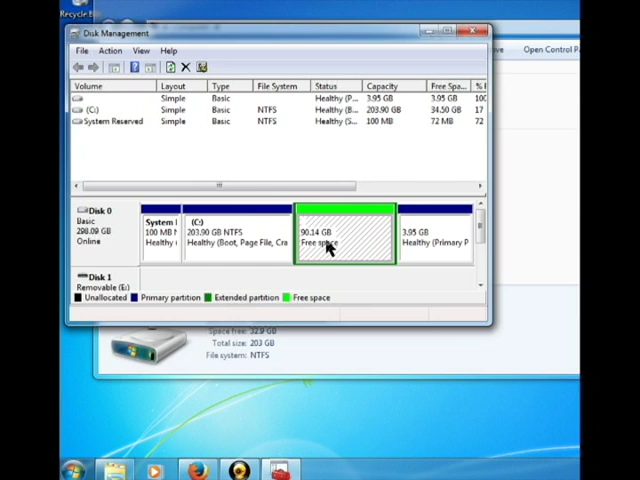 Recycle B
Disk Management
File Action View Help
Open Control P
Volume Layout Type File System Status Capacity Free Spa... %
Simple Basic Healthy (P... 3.95 GB 3.95 GB 100
(C:) Simple Basic NTFS Healthy (B... 203.90 GB 34.50 GB 17
System Reserved Simple Basic NTFS Healthy (S... 100 MB 72 MB 72
Disk 0
Basic
298.09 GB
Online
System
100 MB
Healthy
(C:)
203.90 GB NTFS
Healthy (Boot, Page File, Cra
90.14 GB
Free space
3.95 GB
Healthy (Primary P
Disk 1
Removable (E:)
Unallocated Primary partition Extended partition Free space
Space free: 32.9 GB
Total size: 203 GB
File system: NTFS